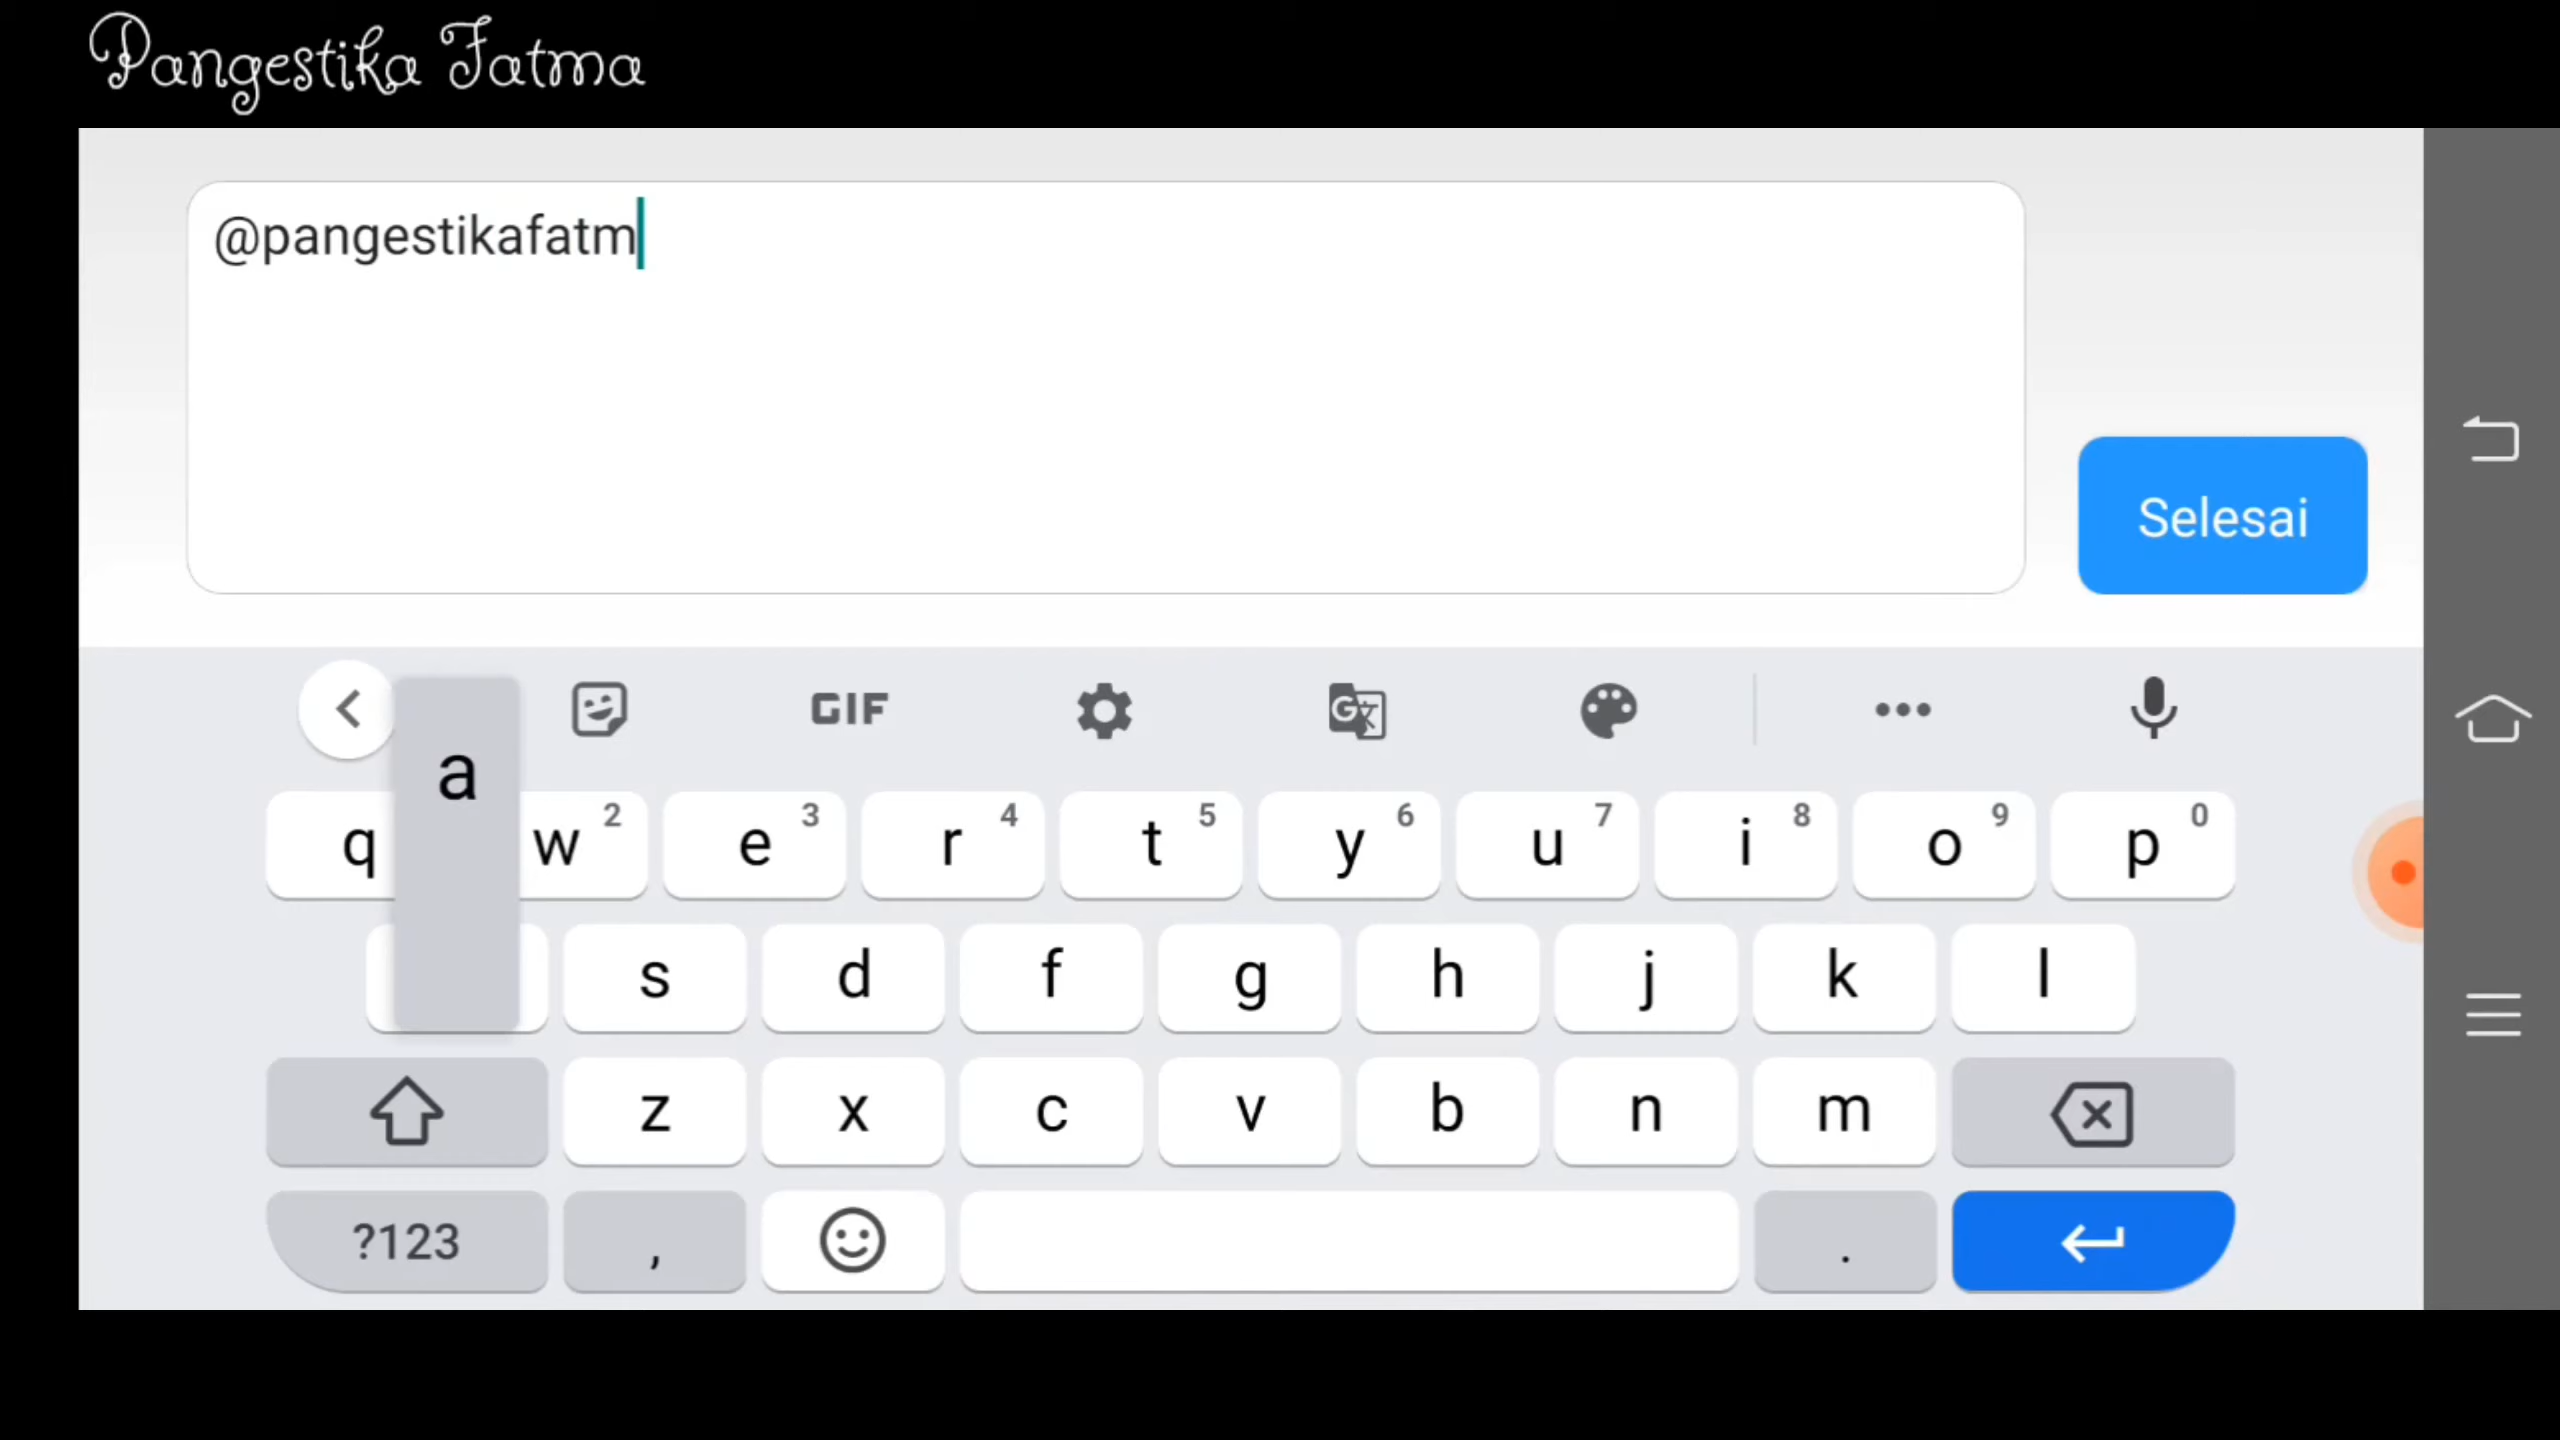 Pangestika Fatma
@pangestikafatm
Selesai
GIF
G
a
q w 2 e 3 r 4 t 5 y 6 u 7 i 8 o 9 p 0
s d f g h j k l
z x c v b n m
?123 , .